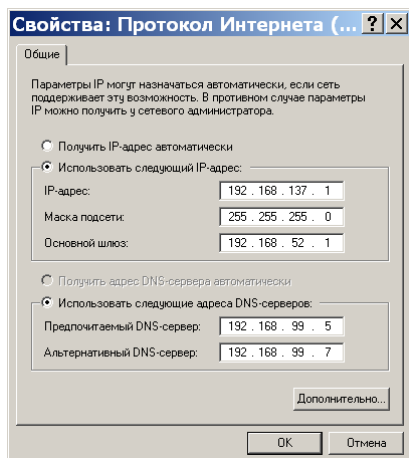 Свойства: Протокол Интернета (...
Общие
Параметры IP могут назначаться автоматически, если сеть
поддерживает эту возможность. В противном случае параметры
IP можно получить у сетевого администратора.
Получить IP-адрес автоматически
Использовать следующий IP-адрес:
IP-адрес: 192 . 168 . 137 . 1
Маска подсети: 255 . 255 . 255 . 0
Основной шлюз: 192 . 168 . 52 . 1
Получить адрес DNS-сервера автоматически
Использовать следующие адреса DNS-серверов:
Предпочитаемый DNS-сервер: 192 . 168 . 99 . 5
Альтернативный DNS-сервер: 192 . 168 . 99 . 7
Дополнительно...
OK Отмена